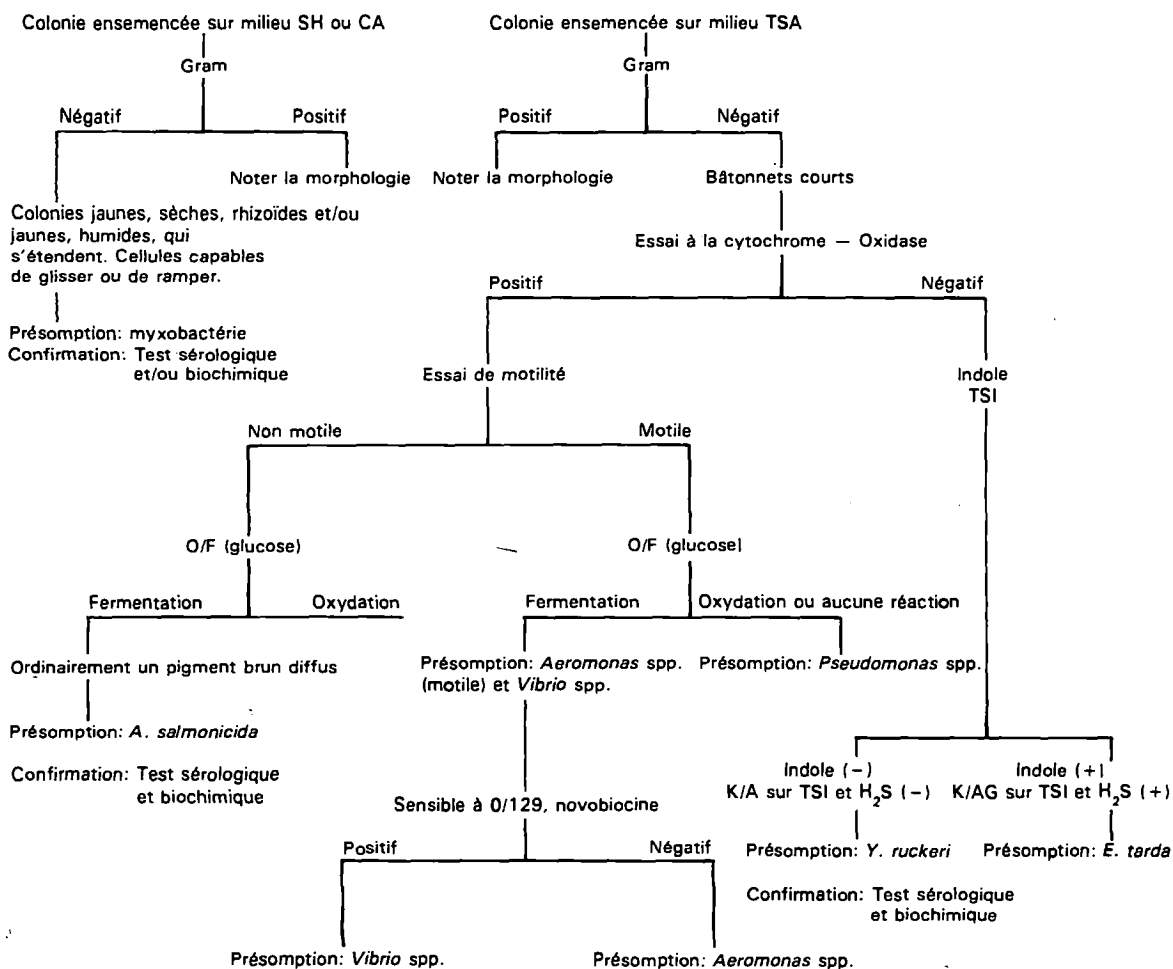 Colonie ensemencée sur milieu SH ou CA
Colonie ensemencée sur milieu TSA
Gram
Gram
Négatif
Positif
Positif
Négatif
Noter la morphologie
Noter la morphologie
Bâtonnets courts
Colonies jaunes, sèches, rhizoïdes et/ou
jaunes, humides, qui
s'étendent. Cellules capables
de glisser ou de ramper.
Essai à la cytochrome — Oxidase
Positif
Négatif
Présomption: myxobactérie
Confirmation: Test sérologique
et/ou biochimique
Essai de motilité
Indole
TSI
Non motile
Motile
O/F (glucose)
O/F (glucose)
Fermentation
Oxydation
Fermentation
Oxydation ou aucune réaction
Ordinairement un pigment brun diffus
Présomption: Aeromonas spp.
(motile) et Vibrio spp.
Présomption: Pseudomonas spp.
Présomption: A. salmonicida
Confirmation: Test sérologique
et biochimique
Indole (−)
K/A sur TSI et H₂S (−)
Indole (+)
K/AG sur TSI et H₂S (+)
Sensible à 0/129, novobiocine
Positif
Négatif
Présomption: Y. ruckeri
Présomption: E. tarda
Confirmation: Test sérologique
et biochimique
Présomption: Vibrio spp.
Présomption: Aeromonas spp.